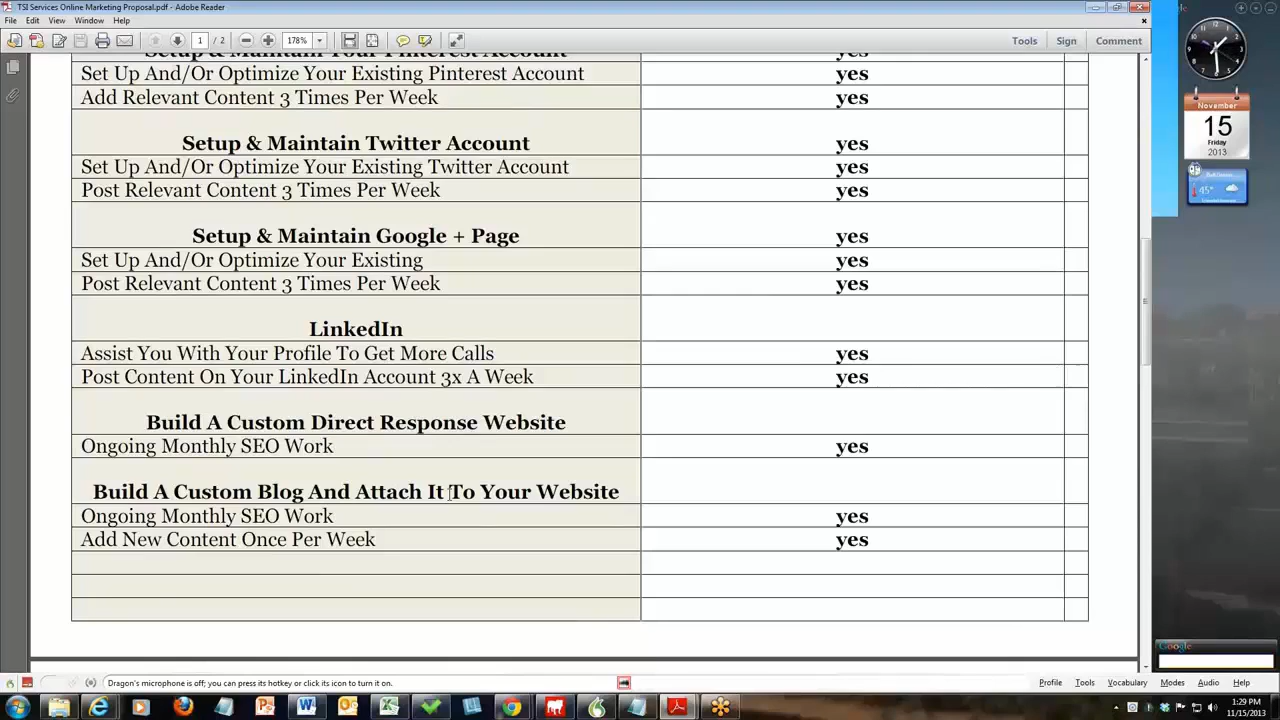 TSI Services Online Marketing Proposal.pdf - Adobe Reader
File Edit View Window Help
1 / 2 178% Tools Sign Comment
Set Up And/Or Optimize Your Existing Pinterest Account yes
Add Relevant Content 3 Times Per Week yes
Setup & Maintain Twitter Account yes
Set Up And/Or Optimize Your Existing Twitter Account yes
Post Relevant Content 3 Times Per Week yes
Setup & Maintain Google + Page yes
Set Up And/Or Optimize Your Existing yes
Post Relevant Content 3 Times Per Week yes
LinkedIn
Assist You With Your Profile To Get More Calls yes
Post Content On Your LinkedIn Account 3x A Week yes
Build A Custom Direct Response Website
Ongoing Monthly SEO Work yes
Build A Custom Blog And Attach It To Your Website
Ongoing Monthly SEO Work yes
Add New Content Once Per Week yes
November
15
Friday
2013
45°
Google
Dragon's microphone is off; you can press its hotkey or click its icon to turn it on.
Profile Tools Vocabulary Modes Audio Help
1:29 PM
11/15/2013